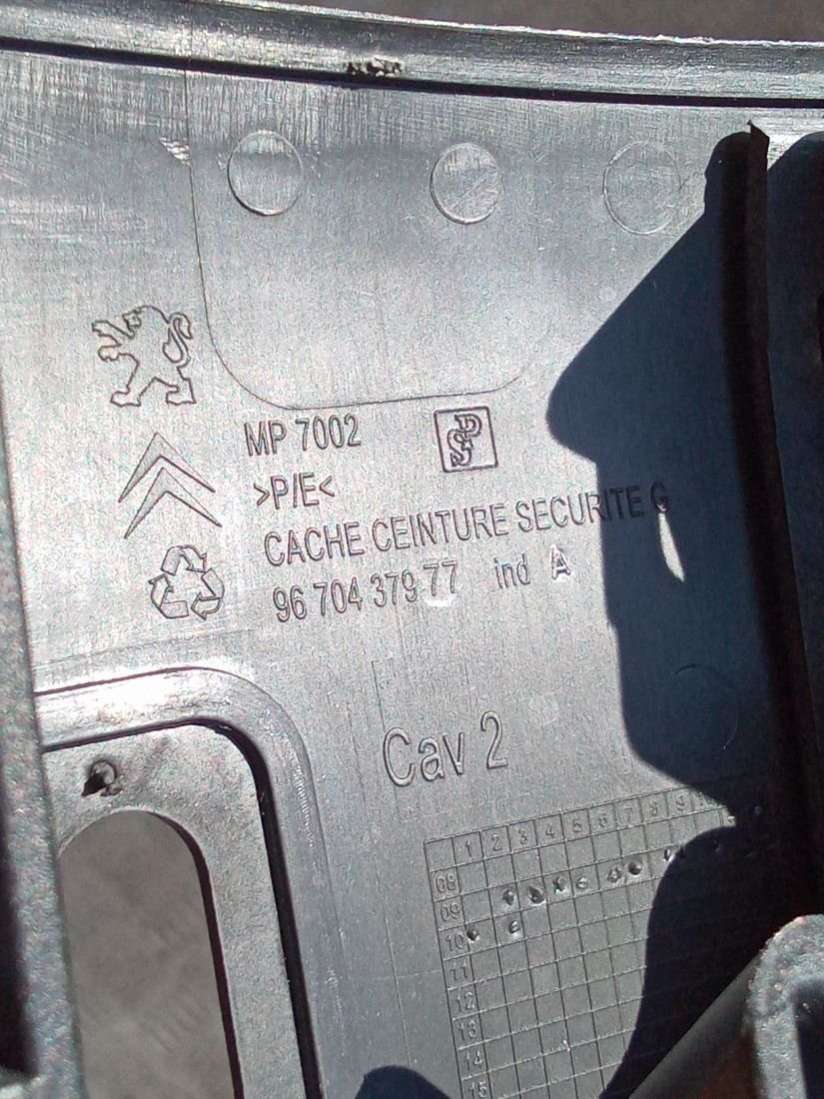 MP 7002
>P/E<
CACHE CEINTURE SECURITE G
96 704 379 77 ind A
Cav 2
1 2 3 4 5 6 7 8 9
08
09
10
11
12
13
14
15